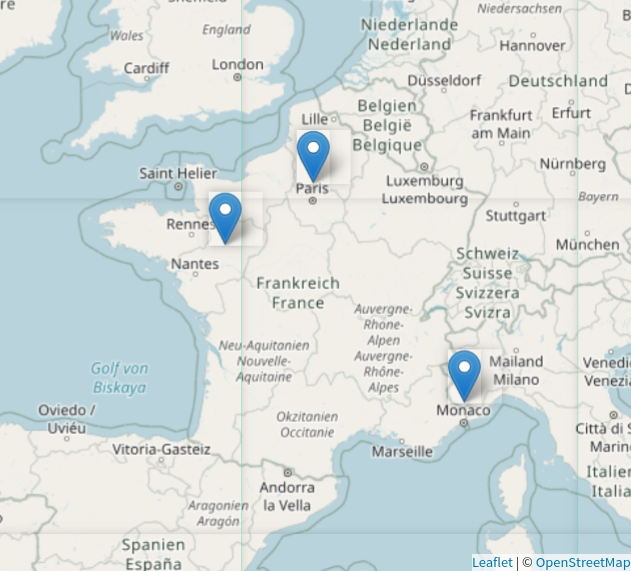 re
Sheffield
Wales
England
Cardiff
London
Saint Helier
Niederlande
Nederland
Niedersachsen
Hannover
B
Düsseldorf
Deutschland
Lille
Belgien
België
Belgique
Frankfurt
am Main
Erfurt
D
Paris
Luxemburg
Luxembourg
Nürnberg
Bayern
Rennes
Nantes
Stuttgart
München
Schweiz
Suisse
Svizzera
Svizra
Frankreich
France
Auvergne-
Rhône-
Alpen
Auvergne-
Rhône-
Alpes
Neu-Aquitanien
Nouvelle-
Aquitaine
Golf von
Biskaya
Mailand
Milano
Venedi
Venezia
Oviedo /
Uviéu
Okzitanien
Occitanie
Monaco
Vitoria-Gasteiz
Marseille
Città di S
Marino
Andorra
la Vella
Italien
Italia
Aragonien
Aragón
Spanien
España
Leaflet | © OpenStreetMap